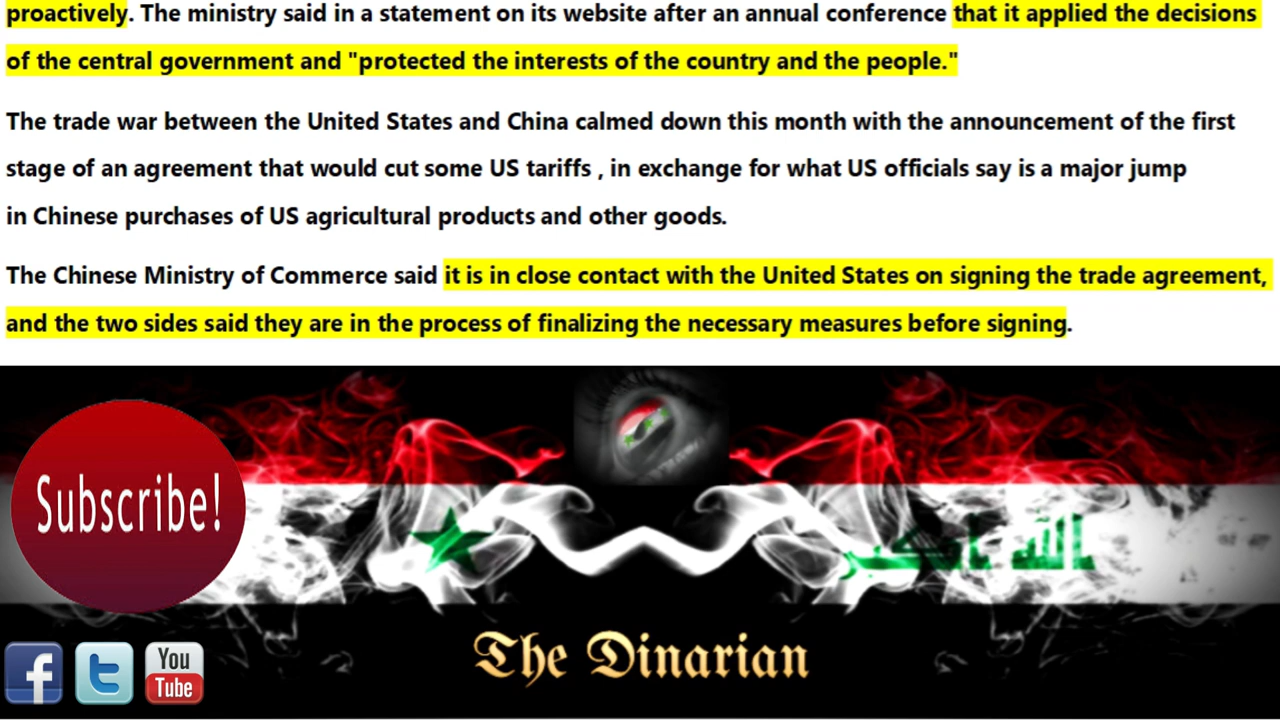 proactively. The ministry said in a statement on its website after an annual conference that it applied the decisions
of the central government and "protected the interests of the country and the people."
The trade war between the United States and China calmed down this month with the announcement of the first
stage of an agreement that would cut some US tariffs , in exchange for what US officials say is a major jump
in Chinese purchases of US agricultural products and other goods.
The Chinese Ministry of Commerce said it is in close contact with the United States on signing the trade agreement,
and the two sides said they are in the process of finalizing the necessary measures before signing.
Subscribe!
الله اكبر
The Dinarian
f
t
You
Tube